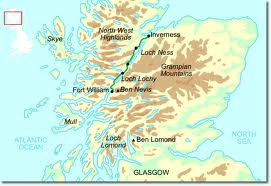 North West
Highlands
Inverness
Skye
Loch Ness
Grampian
Mountains
Loch Lochy
Fort William
Ben Nevis
Mull
ATLANTIC
OCEAN
Loch
Lomond
Ben Lomond
NORTH
SEA
GLASGOW